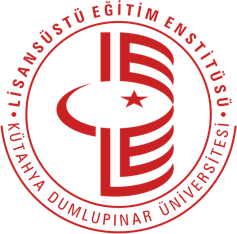 • LİSANSÜSTÜ EĞİTİM ENSTİTÜSÜ •
KÜTAHYA DUMLUPINAR ÜNİVERSİTESİ